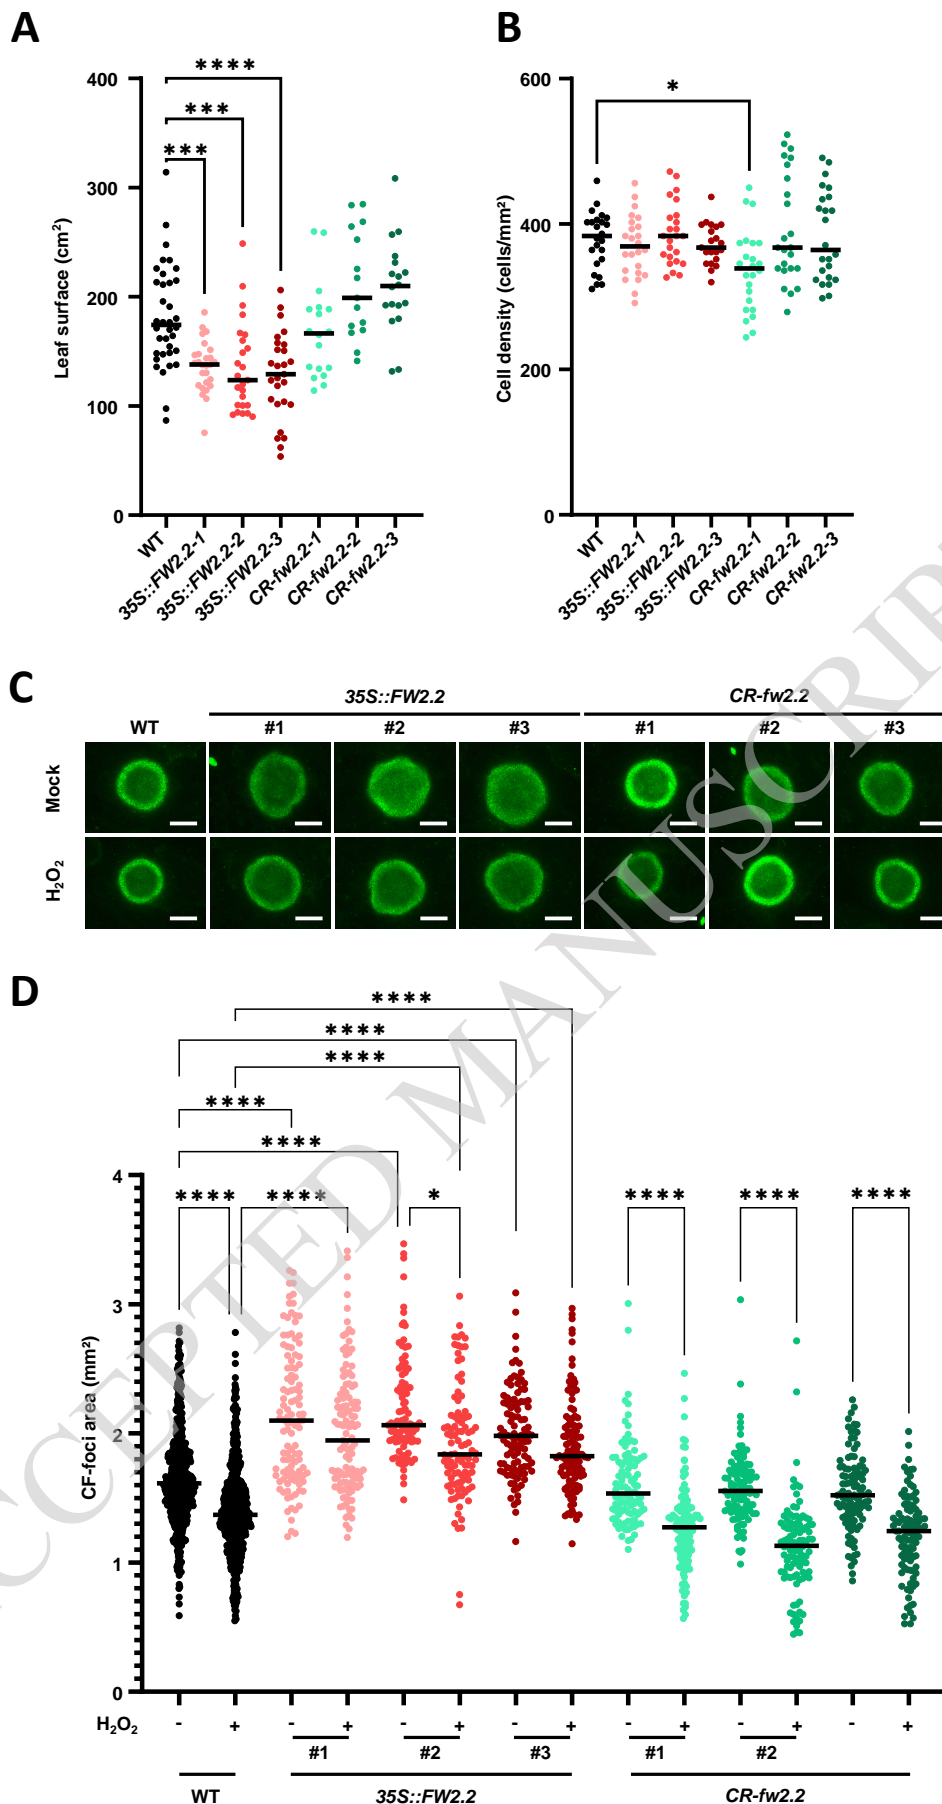 A
B
****
***
***
400
300
200
100
0
Leaf surface (cm²)
WT
35S::FW2.2-1
35S::FW2.2-2
35S::FW2.2-3
CR-fw2.2-1
CR-fw2.2-2
CR-fw2.2-3
*
600
400
200
0
Cell density (cells/mm²)
WT
35S::FW2.2-1
35S::FW2.2-2
35S::FW2.2-3
CR-fw2.2-1
CR-fw2.2-2
CR-fw2.2-3
C
35S::FW2.2 CR-fw2.2
WT #1 #2 #3 #1 #2 #3
Mock
H₂O₂
D
****
****
****
****
****
**** **** * **** **** ****
4
3
2
1
0
CF-foci area (mm²)
H₂O₂ - + - + - + - + - + - + - +
#1 #2 #3 #1 #2
WT 35S::FW2.2 CR-fw2.2
ACCEPTED MANUSCRIPT